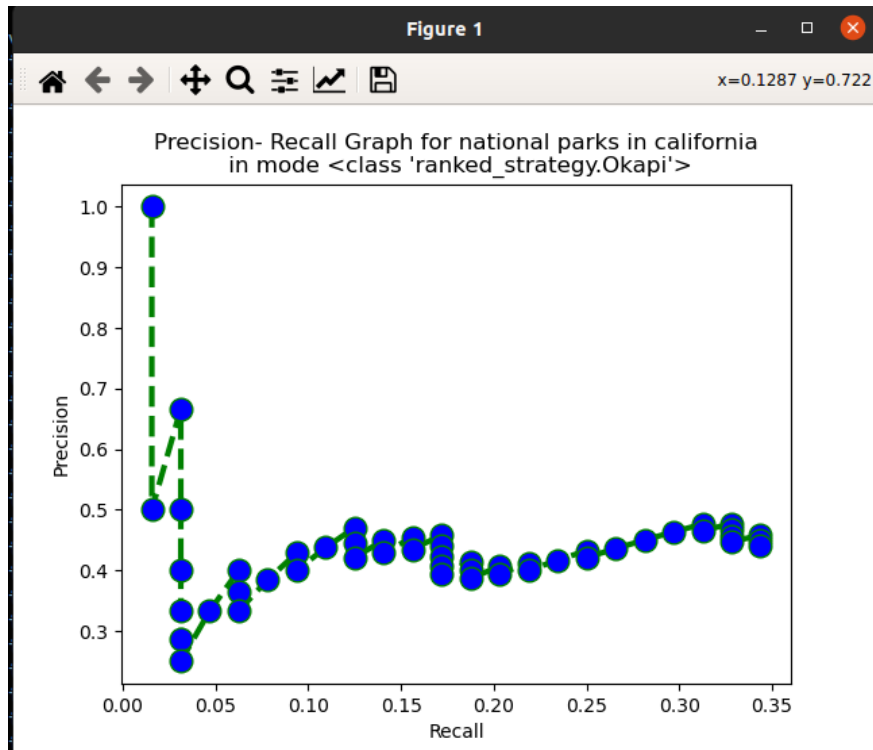 Figure 1
x=0.1287 y=0.722
Precision- Recall Graph for national parks in california
in mode <class 'ranked_strategy.Okapi'>
1.0
0.9
0.8
0.7
0.6
0.5
0.4
0.3
Precision
0.00 0.05 0.10 0.15 0.20 0.25 0.30 0.35
Recall